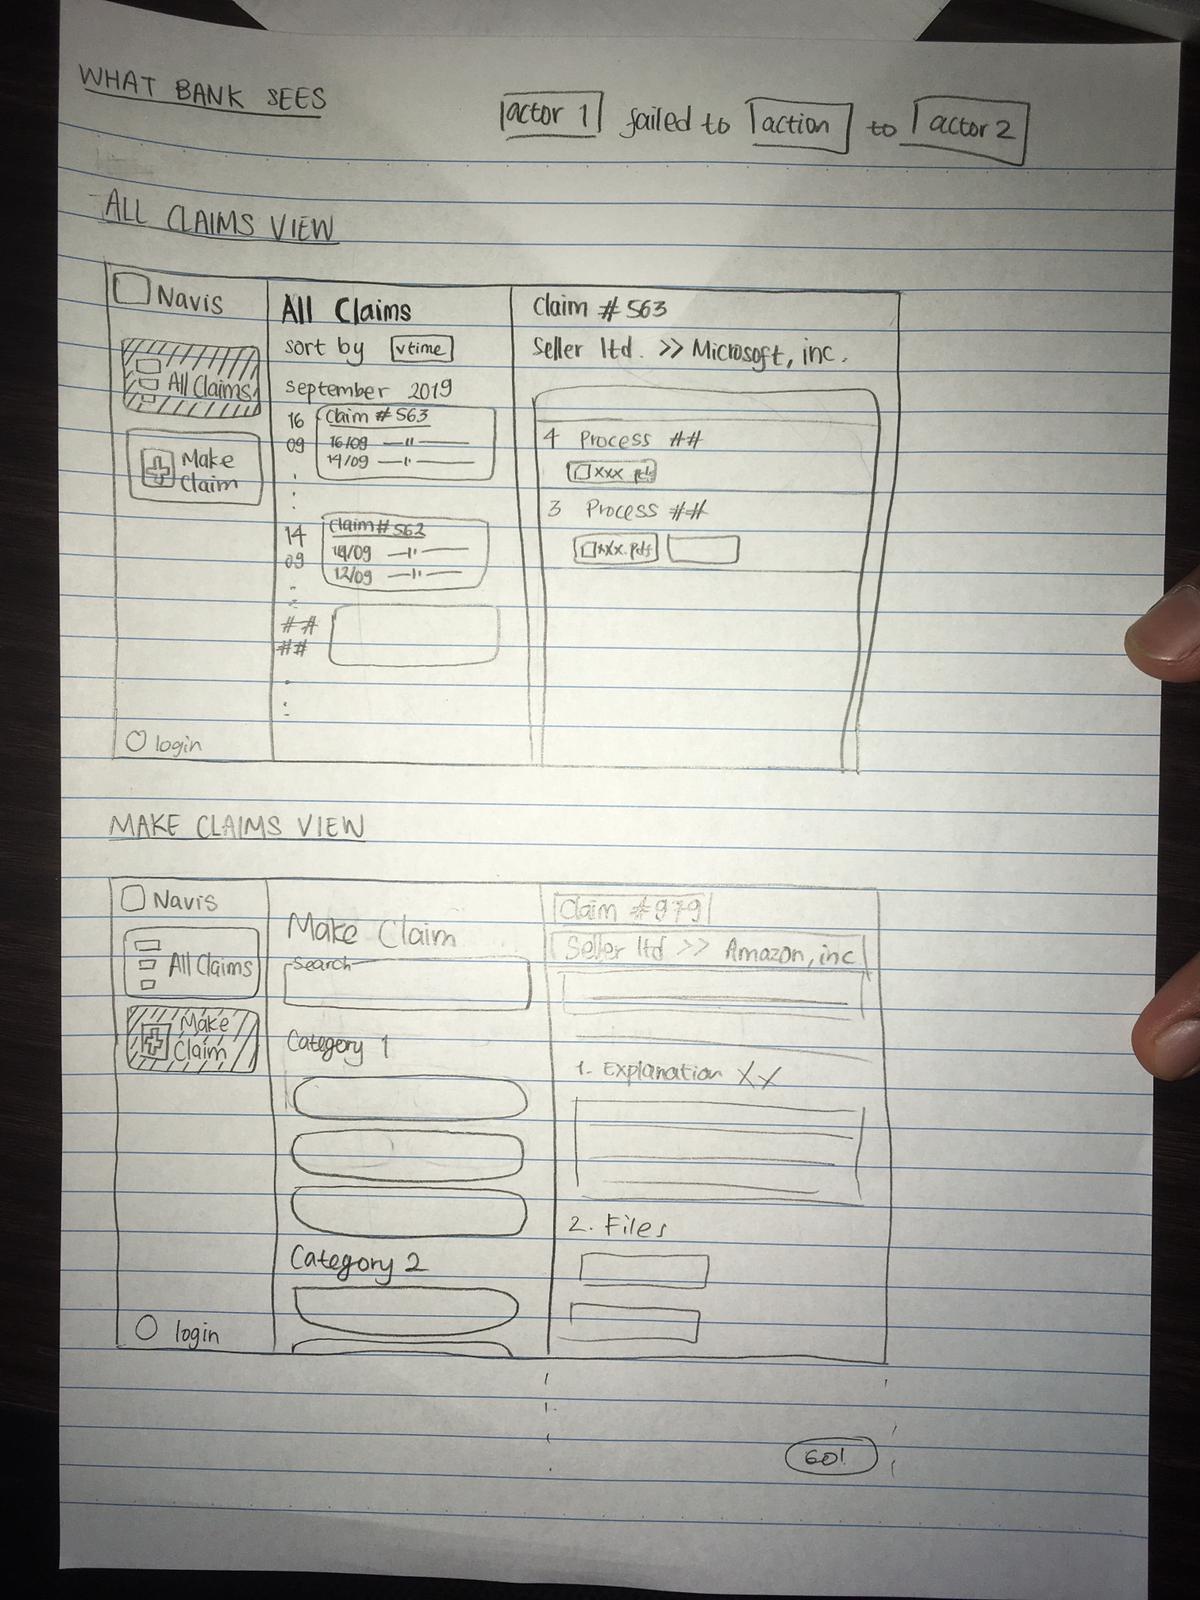 WHAT BANK SEES
actor 1 failed to action to actor 2
ALL CLAIMS VIEW
Navis
All Claims
Make
Claim
login
All Claims
sort by vtime
September 2019
16
09
Claim # 563
16/09 — " —
14/09 — " —
14
09
Claim # 562
14/09 — " —
12/09 — " —
##
##
Claim # 563
Seller ltd. >> Microsoft, inc.
4 Process ##
xxx.pdf
3 Process ##
xxx.pdf
MAKE CLAIMS VIEW
Navis
All Claims
Make
Claim
login
Make Claim
Search
Category 1
Category 2
Claim #979
Seller ltd >> Amazon, inc
1. Explanation XX
2. Files
GO!